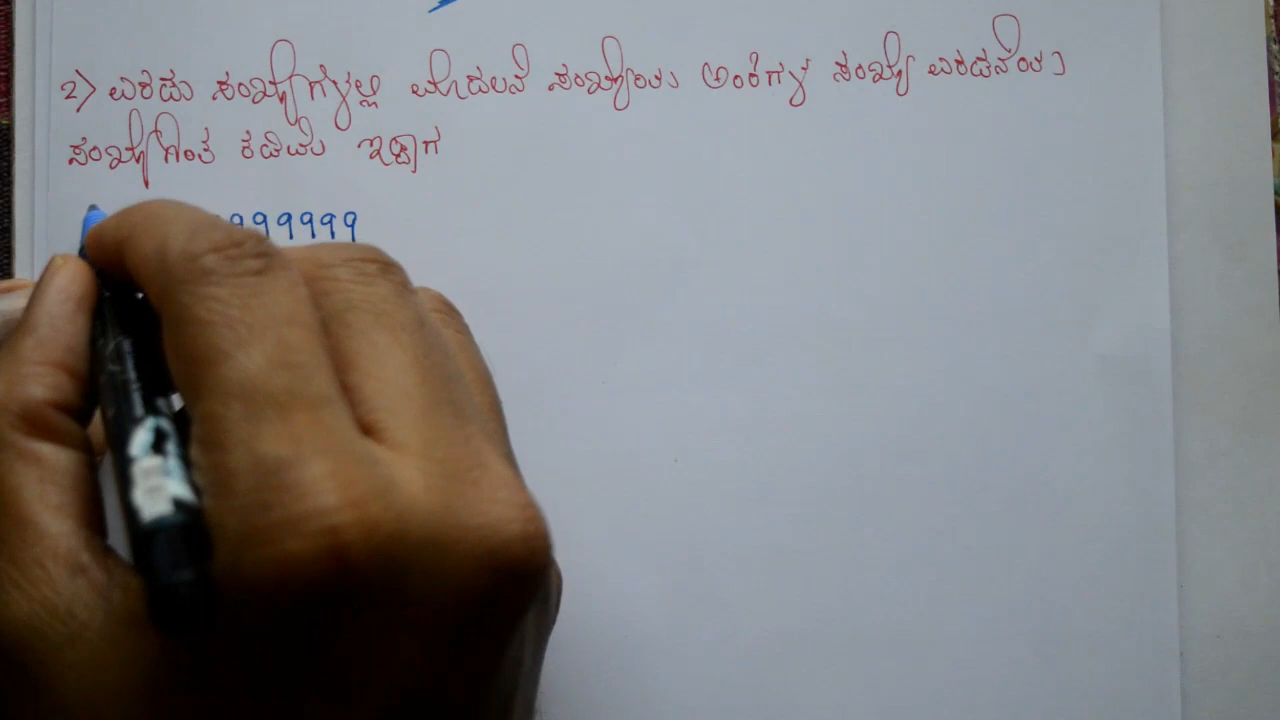 2) ಎರಡು ಸಂಖ್ಯೆಗಳಲ್ಲಿ ಮೊದಲನೆ ಸಂಖ್ಯೆಯು ಅಂಕಿಗಳ ಸಂಖ್ಯೆ ಎರಡನೆಯ
ಸಂಖ್ಯೆಗಿಂತ ಕಡಿಮೆ ಇದ್ದಾಗ
999999